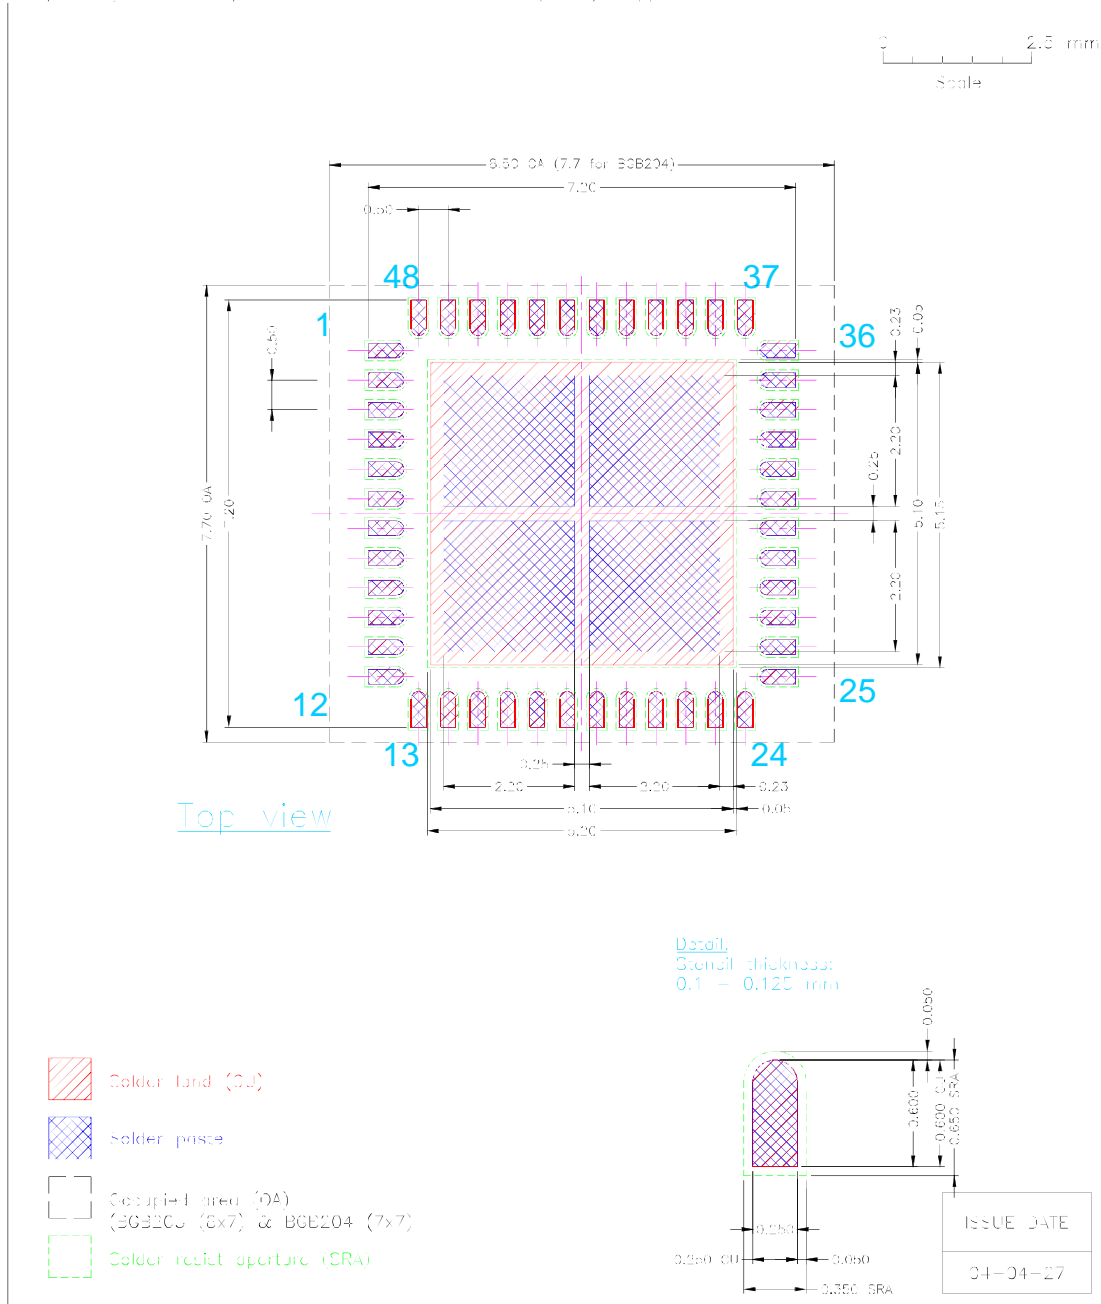 2.5 mm
Scale
8.50 OA (7.7 for BGB204)
7.20
0.50
48
37
1
36
0.50
7.70 OA
7.20
0.23
0.05
2.20
0.25
5.10
5.15
2.20
12
25
13
24
0.25
2.20
2.20
0.23
5.10
0.05
5.20
Top view
Detail.
Stencil thickness:
0.1 – 0.125 mm
0.050
0.600
0.600 CU
0.650 SRA
Solder land (CU)
Solder paste
Occupied area (OA)
(BGB203 (8x7) & BGB204 (7x7)
Solder resist aperture (SRA)
0.250
0.250 CU
0.050
0.350 SRA
ISSUE DATE
04-04-27